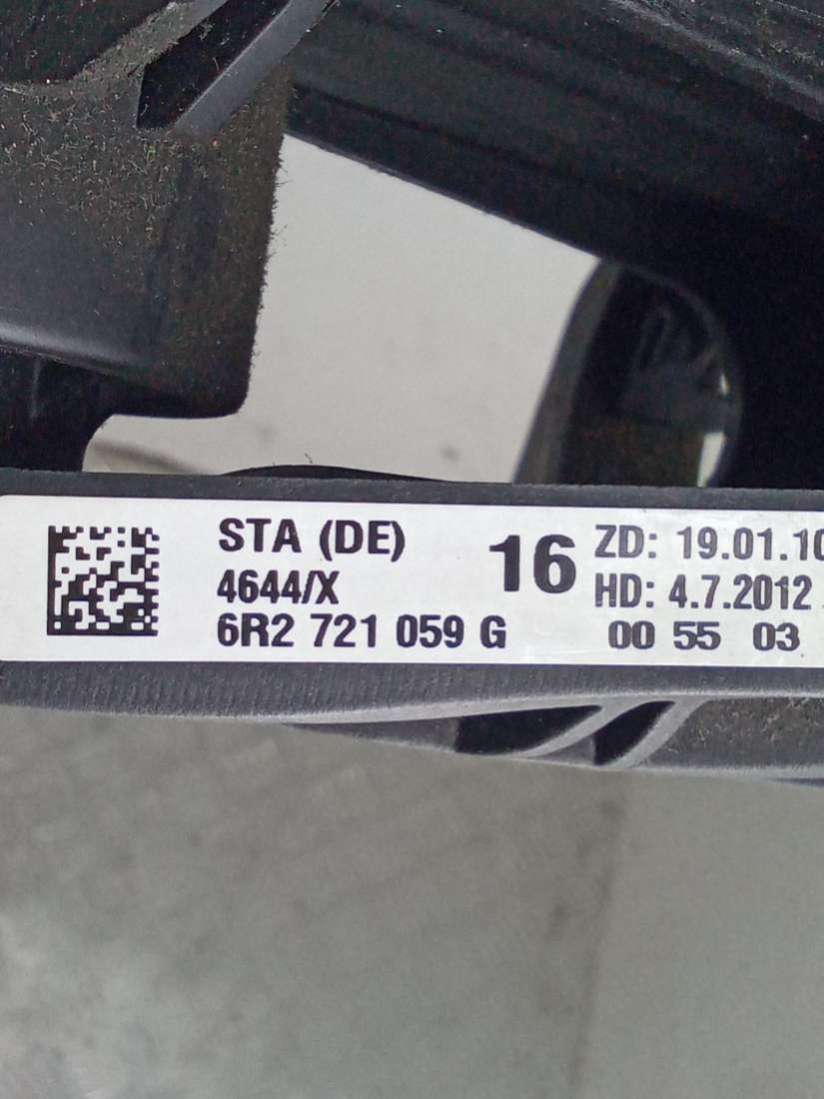 STA (DE)
4644/X
6R2 721 059 G
16
ZD: 19.01.10
HD: 4.7.2012
00 55 03